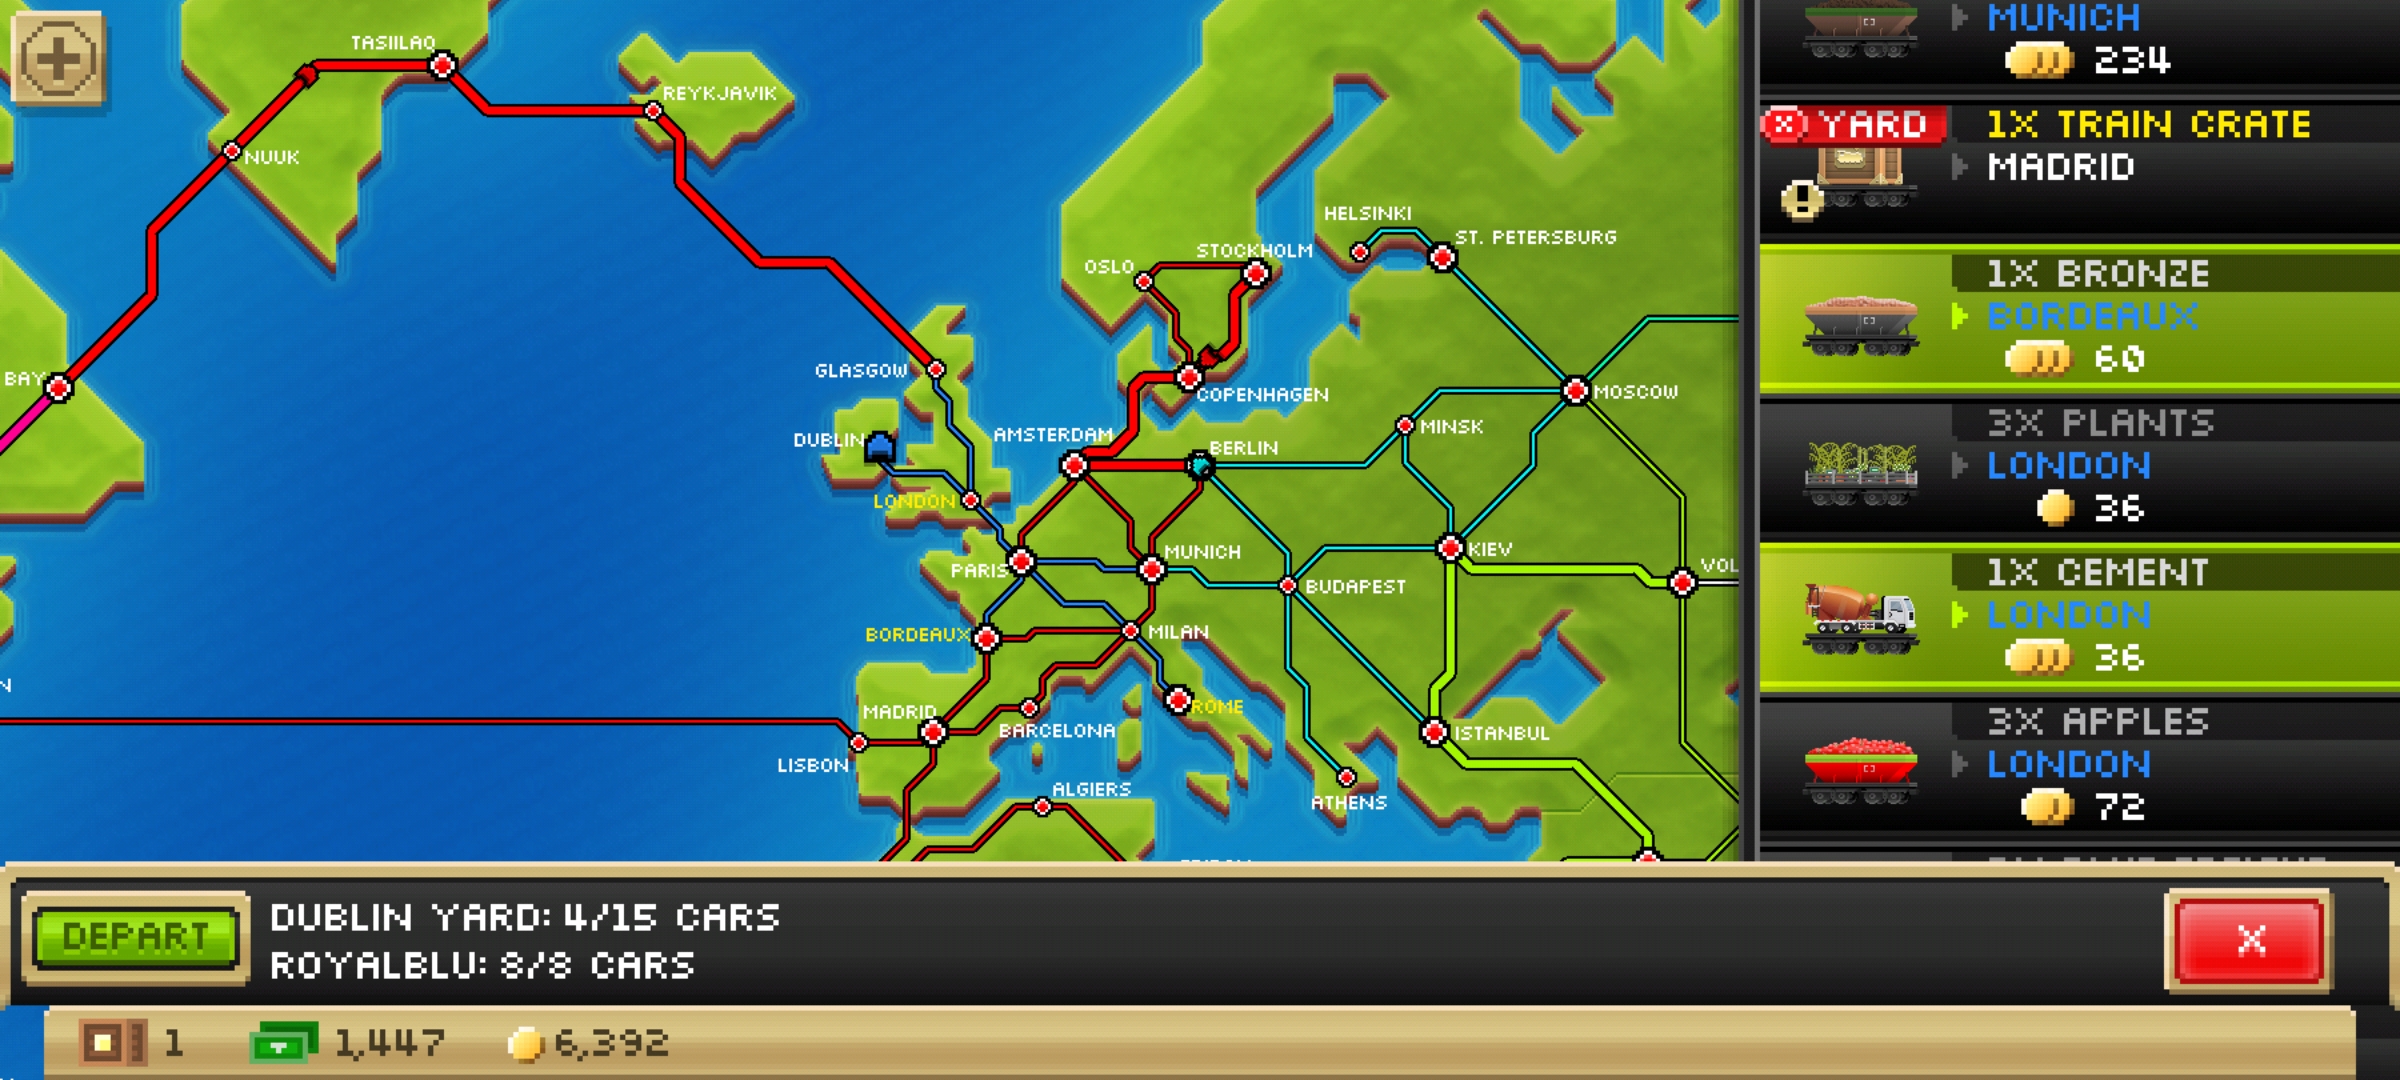 TASIILAQ
REYKJAVIK
NUUK
HELSINKI
ST. PETERSBURG
STOCKHOLM
OSLO
GLASGOW
BAY
COPENHAGEN
MOSCOW
MINSK
AMSTERDAM
DUBLIN
BERLIN
LONDON
MUNICH
KIEV
PARIS
VOL
BUDAPEST
BORDEAUX
MILAN
N
MADRID
ROME
BARCELONA
ISTANBUL
LISBON
ALGIERS
ATHENS
MUNICH
234
YARD
1X TRAIN CRATE
MADRID
1X BRONZE
BORDEAUX
60
3X PLANTS
LONDON
36
1X CEMENT
LONDON
36
3X APPLES
LONDON
72
DEPART
DUBLIN YARD: 4/15 CARS
ROYALBLU: 8/8 CARS
X
1
1,447
6,392